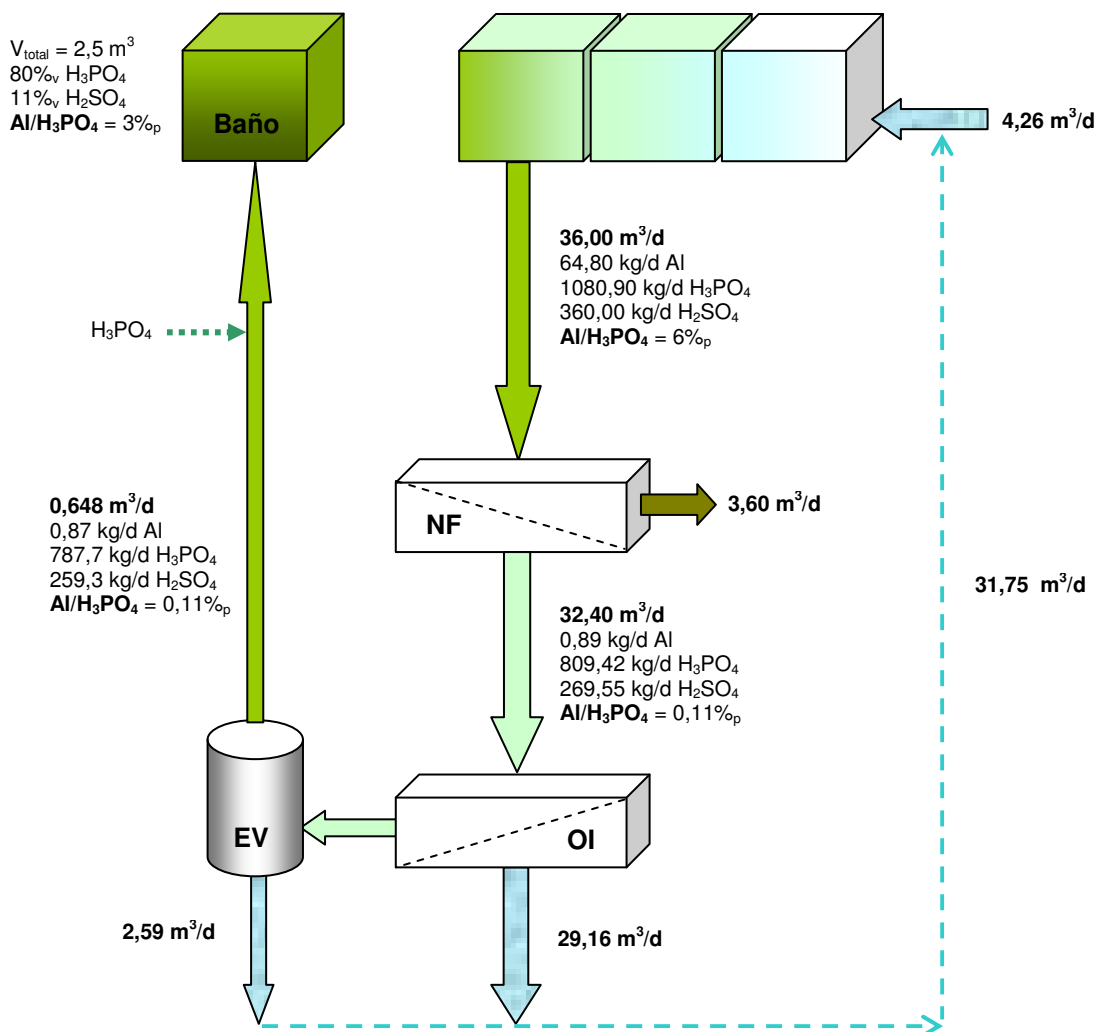 V_total = 2,5 m³
80%ᵥ H₃PO₄
11%ᵥ H₂SO₄
Al/H₃PO₄ = 3%ₚ
Baño
4,26 m³/d
36,00 m³/d
64,80 kg/d Al
1080,90 kg/d H₃PO₄
360,00 kg/d H₂SO₄
Al/H₃PO₄ = 6%ₚ
H₃PO₄
NF
3,60 m³/d
0,648 m³/d
0,87 kg/d Al
787,7 kg/d H₃PO₄
259,3 kg/d H₂SO₄
Al/H₃PO₄ = 0,11%ₚ
31,75 m³/d
32,40 m³/d
0,89 kg/d Al
809,42 kg/d H₃PO₄
269,55 kg/d H₂SO₄
Al/H₃PO₄ = 0,11%ₚ
EV
OI
2,59 m³/d
29,16 m³/d